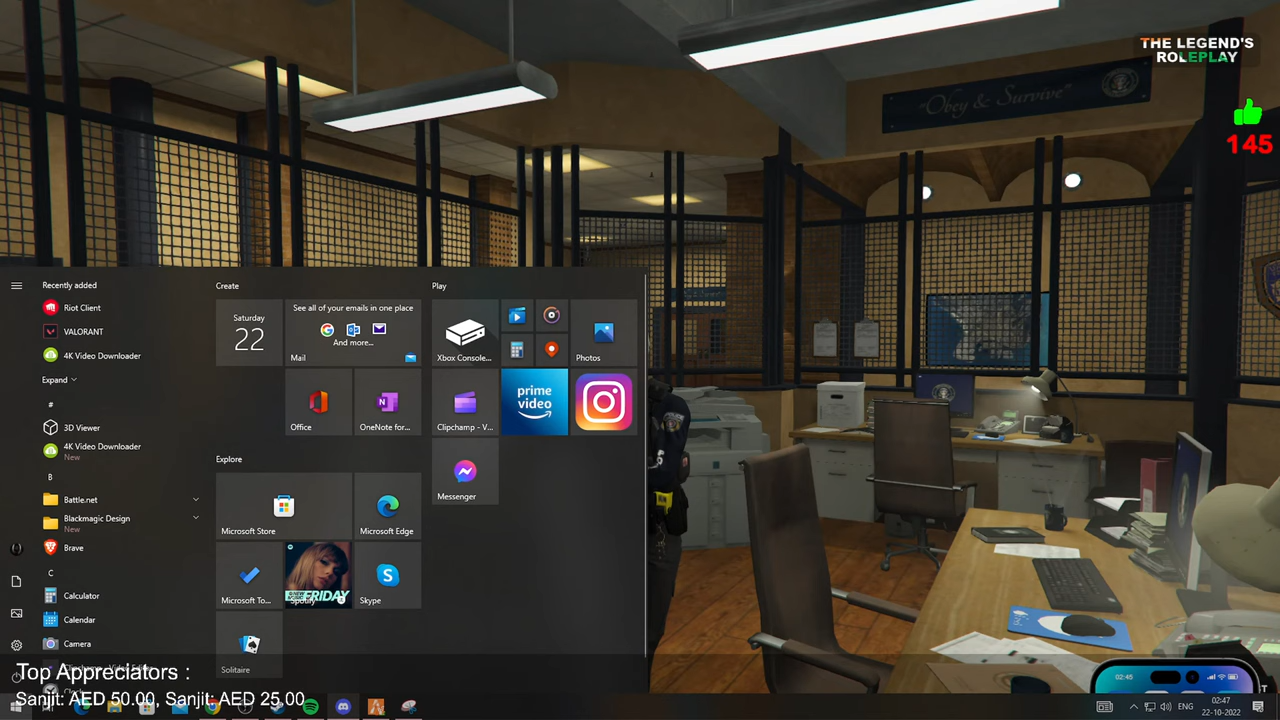 THE LEGEND'S
ROLEPLAY
"Obey & Survive"
145
Recently added
Riot Client
VALORANT
4K Video Downloader
Expand
#
3D Viewer
4K Video Downloader
New
B
Battle.net
Blackmagic Design
New
Brave
C
Calculator
Calendar
Camera
Create
Saturday
22
See all of your emails in one place
And more...
Mail
Office
OneNote for...
Explore
Microsoft Store
Microsoft Edge
Microsoft To...
FRIDAY
Spotify
Skype
Solitaire
Play
Xbox Console...
Photos
Clipchamp - V...
prime
video
Messenger
Top Appreciators :
Sanjit: AED 50.00, Sanjit: AED 25.00
02:45
ENG
02:47
22-10-2022